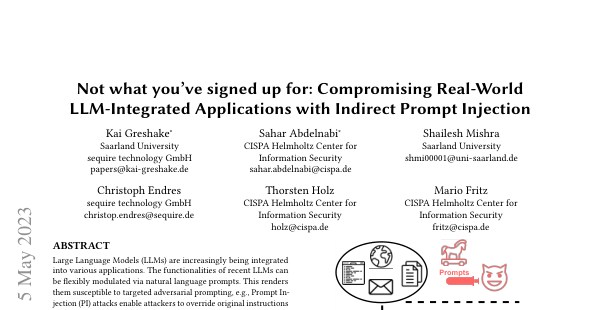 Not what you've signed up for: Compromising Real-World
LLM-Integrated Applications with Indirect Prompt Injection
Kai Greshake*
Saarland University
sequire technology GmbH
papers@kai-greshake.de
Sahar Abdelnabi*
CISPA Helmholtz Center for
Information Security
sahar.abdelnabi@cispa.de
Shailesh Mishra
Saarland University
shmi00001@uni-saarland.de
Christoph Endres
sequire technology GmbH
christop.endres@sequire.de
Thorsten Holz
CISPA Helmholtz Center for
Information Security
holz@cispa.de
Mario Fritz
CISPA Helmholtz Center for
Information Security
fritz@cispa.de
5 May 2023
ABSTRACT
Large Language Models (LLMs) are increasingly being integrated
into various applications. The functionalities of recent LLMs can
be flexibly modulated via natural language prompts. This renders
them susceptible to targeted adversarial prompting, e.g., Prompt In-
jection (PI) attacks enable attackers to override original instructions
Prompts